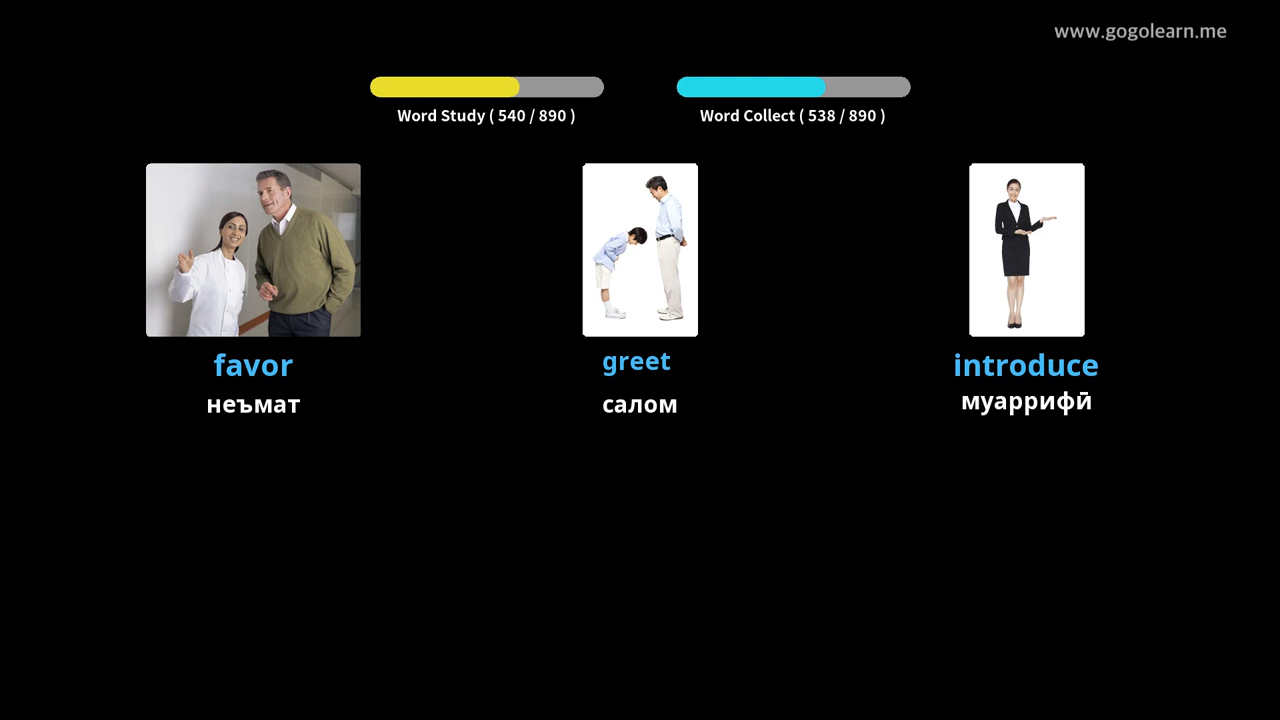 www.gogolearn.me
Word Study ( 540 / 890 )
Word Collect ( 538 / 890 )
favor
неъмат
greet
салом
introduce
муаррифӣ